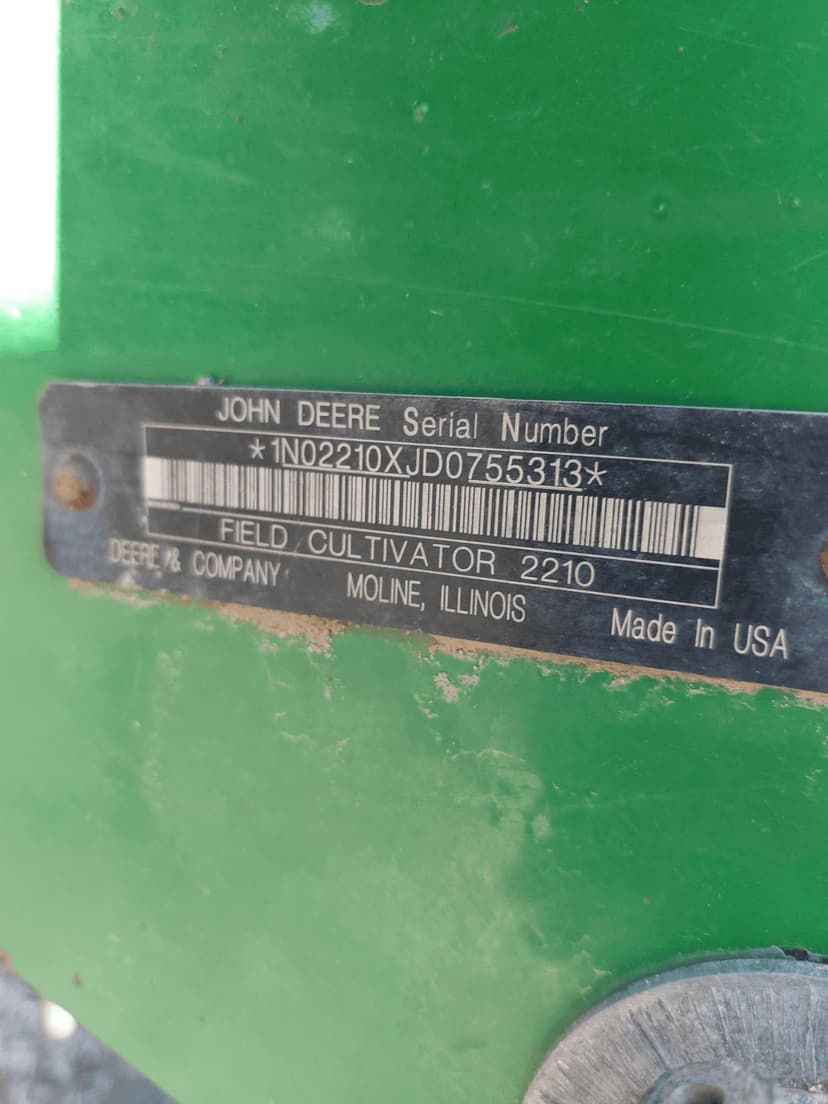 JOHN DEERE Serial Number
*1N02210XJD0755313*
FIELD CULTIVATOR 2210
DEERE & COMPANY MOLINE, ILLINOIS Made In USA